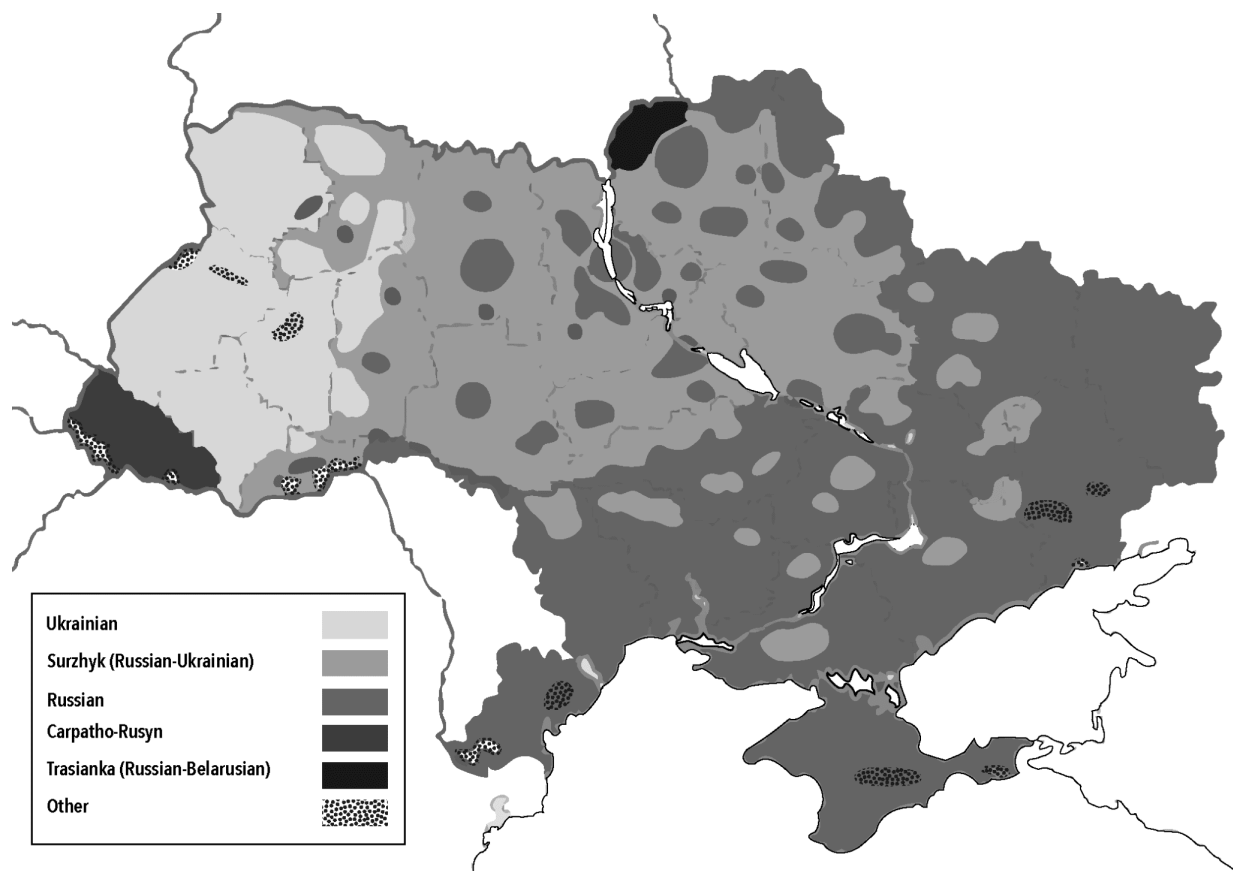 Ukrainian
Surzhyk (Russian-Ukrainian)
Russian
Carpatho-Rusyn
Trasianka (Russian-Belarusian)
Other